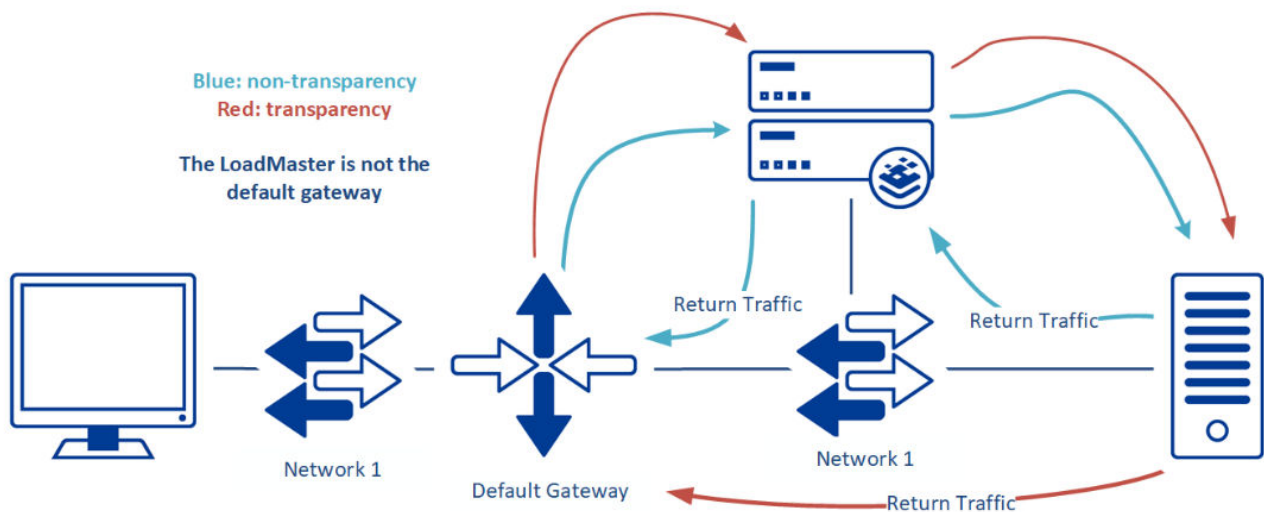 Blue: non-transparency
Red: transparency
The LoadMaster is not the
default gateway
Return Traffic
Return Traffic
Network 1
Network 1
Default Gateway
Return Traffic